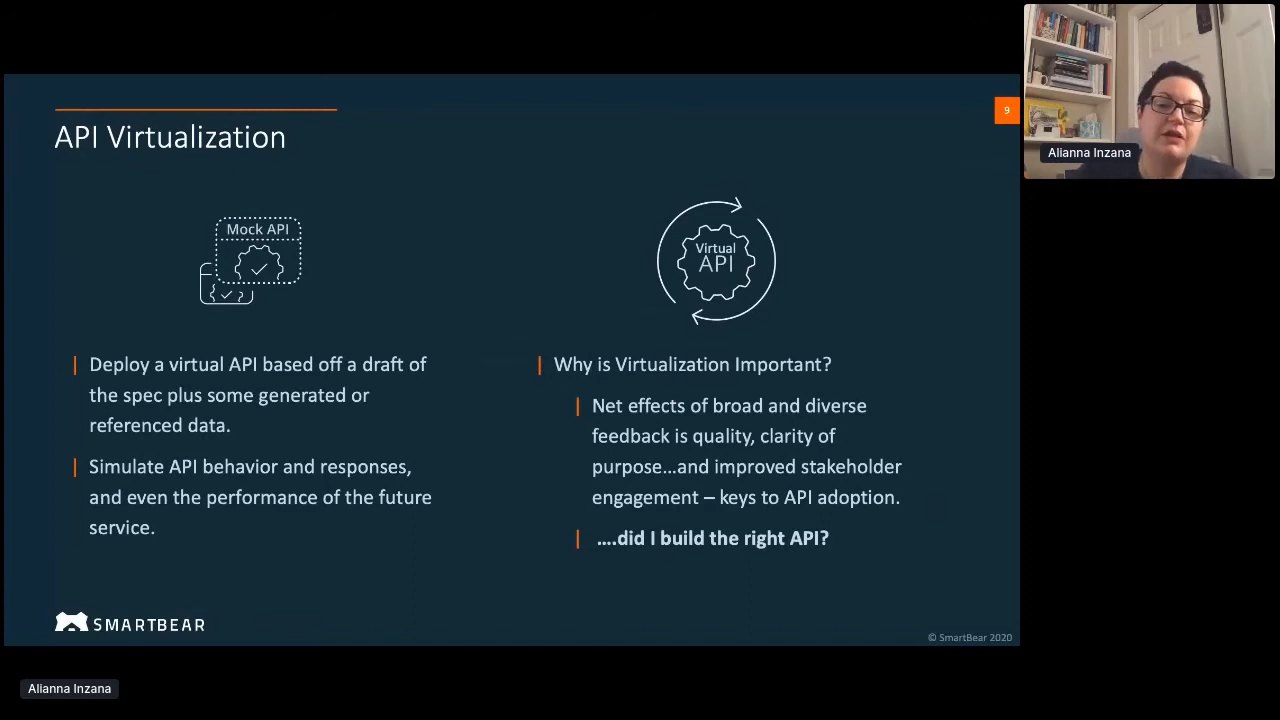 API Virtualization
9
Mock API
Virtual
API
Deploy a virtual API based off a draft of
the spec plus some generated or
referenced data.
Simulate API behavior and responses,
and even the performance of the future
service.
Why is Virtualization Important?
Net effects of broad and diverse
feedback is quality, clarity of
purpose...and improved stakeholder
engagement – keys to API adoption.
....did I build the right API?
SMARTBEAR
© SmartBear 2020
Alianna Inzana
Alianna Inzana